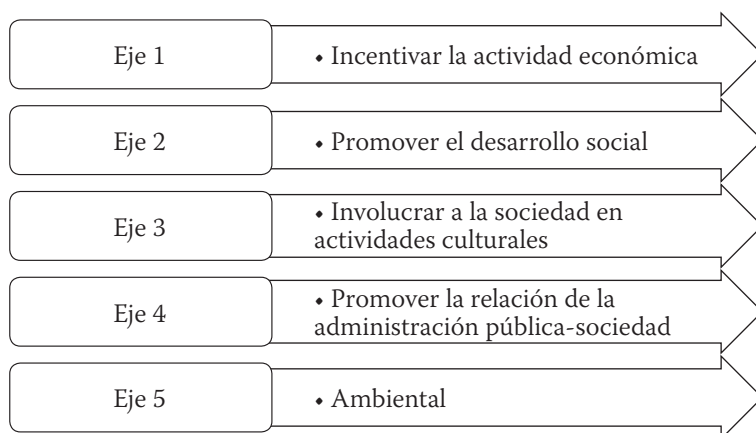 Eje 1
• Incentivar la actividad económica
Eje 2
• Promover el desarrollo social
Eje 3
• Involucrar a la sociedad en
actividades culturales
Eje 4
• Promover la relación de la
administración pública-sociedad
Eje 5
• Ambiental